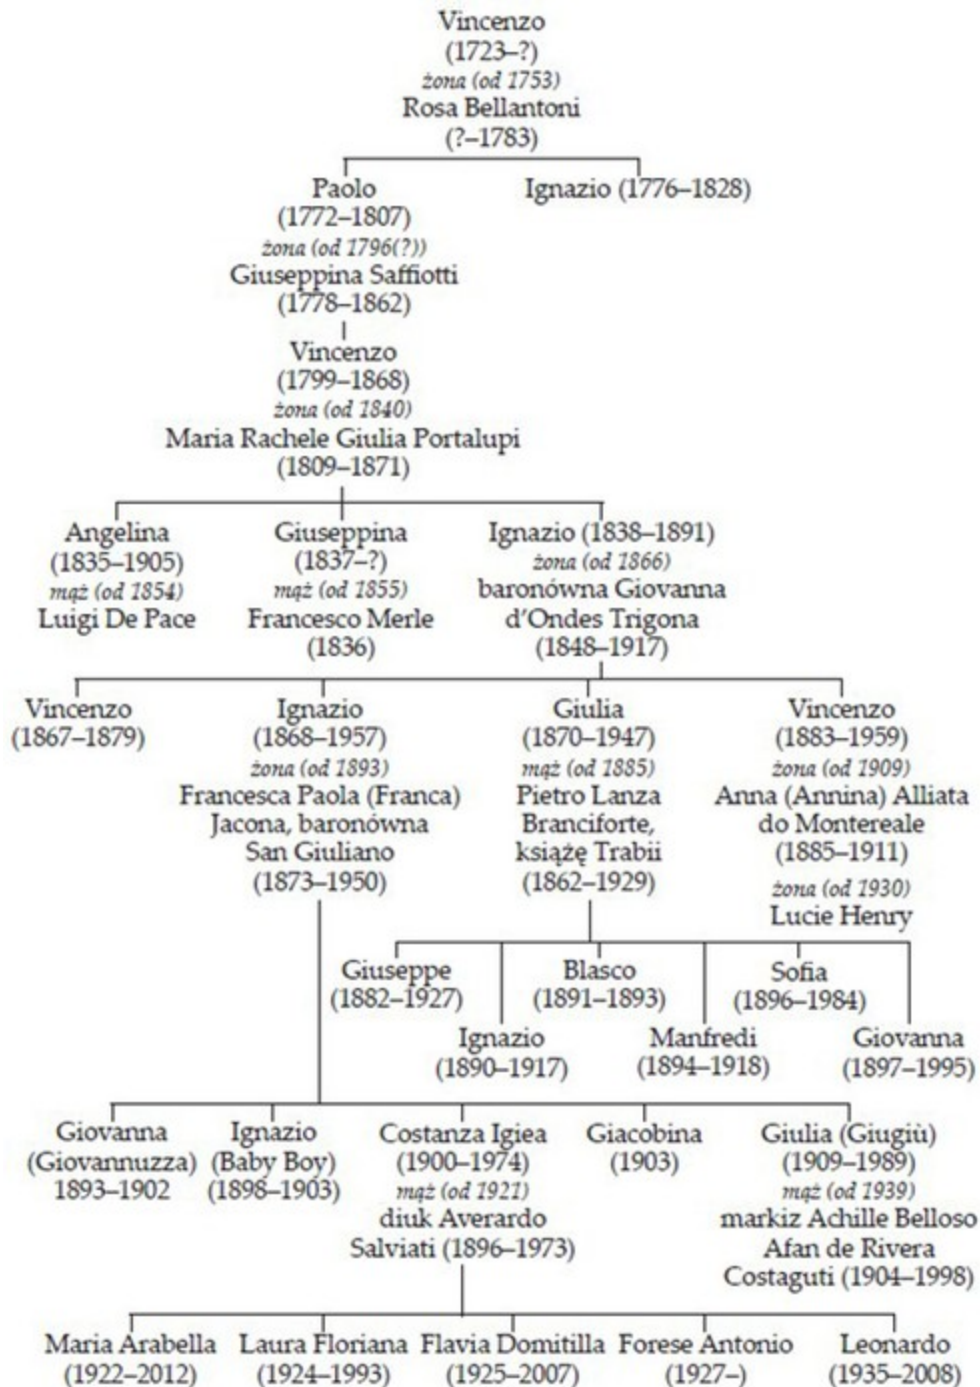 Vincenzo
(1723–?)
żona (od 1753)
Rosa Bellantoni
(?–1783)
Paolo
(1772–1807)
żona (od 1796(?))
Giuseppina Saffiotti
(1778–1862)
Ignazio (1776–1828)
Vincenzo
(1799–1868)
żona (od 1840)
Maria Rachele Giulia Portalupi
(1809–1871)
Angelina
(1835–1905)
mąż (od 1854)
Luigi De Pace
Giuseppina
(1837–?)
mąż (od 1855)
Francesco Merle
(1836)
Ignazio (1838–1891)
żona (od 1866)
baronówna Giovanna
d’Ondes Trigona
(1848–1917)
Vincenzo
(1867–1879)
Ignazio
(1868–1957)
żona (od 1893)
Francesca Paola (Franca)
Jacona, baronówna
San Giuliano
(1873–1950)
Giulia
(1870–1947)
mąż (od 1885)
Pietro Lanza
Branciforte,
książę Trabii
(1862–1929)
Vincenzo
(1883–1959)
żona (od 1909)
Anna (Annina) Alliata
do Montereale
(1885–1911)
żona (od 1930)
Lucie Henry
Giuseppe
(1882–1927)
Ignazio
(1890–1917)
Blasco
(1891–1893)
Manfredi
(1894–1918)
Sofia
(1896–1984)
Giovanna
(1897–1995)
Giovanna
(Giovannuzza)
1893–1902
Ignazio
(Baby Boy)
(1898–1903)
Costanza Igiea
(1900–1974)
mąż (od 1921)
diuk Averardo
Salviati (1896–1973)
Giacobina
(1903)
Giulia (Giugiù)
(1909–1989)
mąż (od 1939)
markiz Achille Belloso
Afan de Rivera
Costaguti (1904–1998)
Maria Arabella
(1922–2012)
Laura Floriana
(1924–1993)
Flavia Domitilla
(1925–2007)
Forese Antonio
(1927–)
Leonardo
(1935–2008)